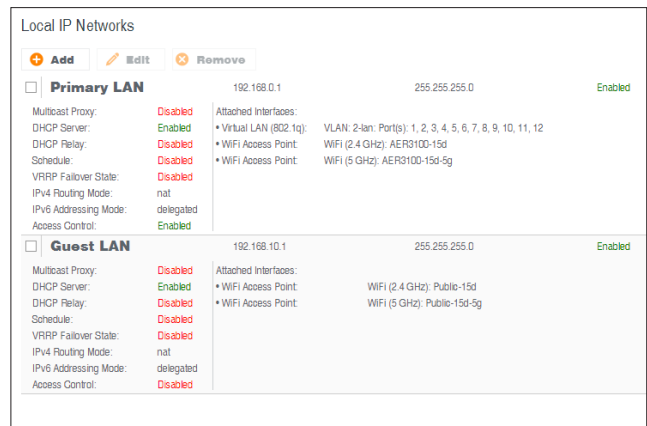 Local IP Networks
Add Edit Remove
Primary LAN 192.168.0.1 255.255.255.0 Enabled
Multicast Proxy: Disabled Attached Interfaces:
DHCP Server: Enabled • Virtual LAN (802.1q): VLAN: 2-lan: Port(s): 1, 2, 3, 4, 5, 6, 7, 8, 9, 10, 11, 12
DHCP Relay: Disabled • WiFi Access Point: WiFi (2.4 GHz): AER3100-15d
Schedule: Disabled • WiFi Access Point: WiFi (5 GHz): AER3100-15d-5g
VRRP Failover State: Disabled
IPv4 Routing Mode: nat
IPv6 Addressing Mode: delegated
Access Control: Enabled
Guest LAN 192.168.10.1 255.255.255.0 Enabled
Multicast Proxy: Disabled Attached Interfaces:
DHCP Server: Enabled • WiFi Access Point: WiFi (2.4 GHz): Public-15d
DHCP Relay: Disabled • WiFi Access Point: WiFi (5 GHz): Public-15d-5g
Schedule: Disabled
VRRP Failover State: Disabled
IPv4 Routing Mode: nat
IPv6 Addressing Mode: delegated
Access Control: Disabled